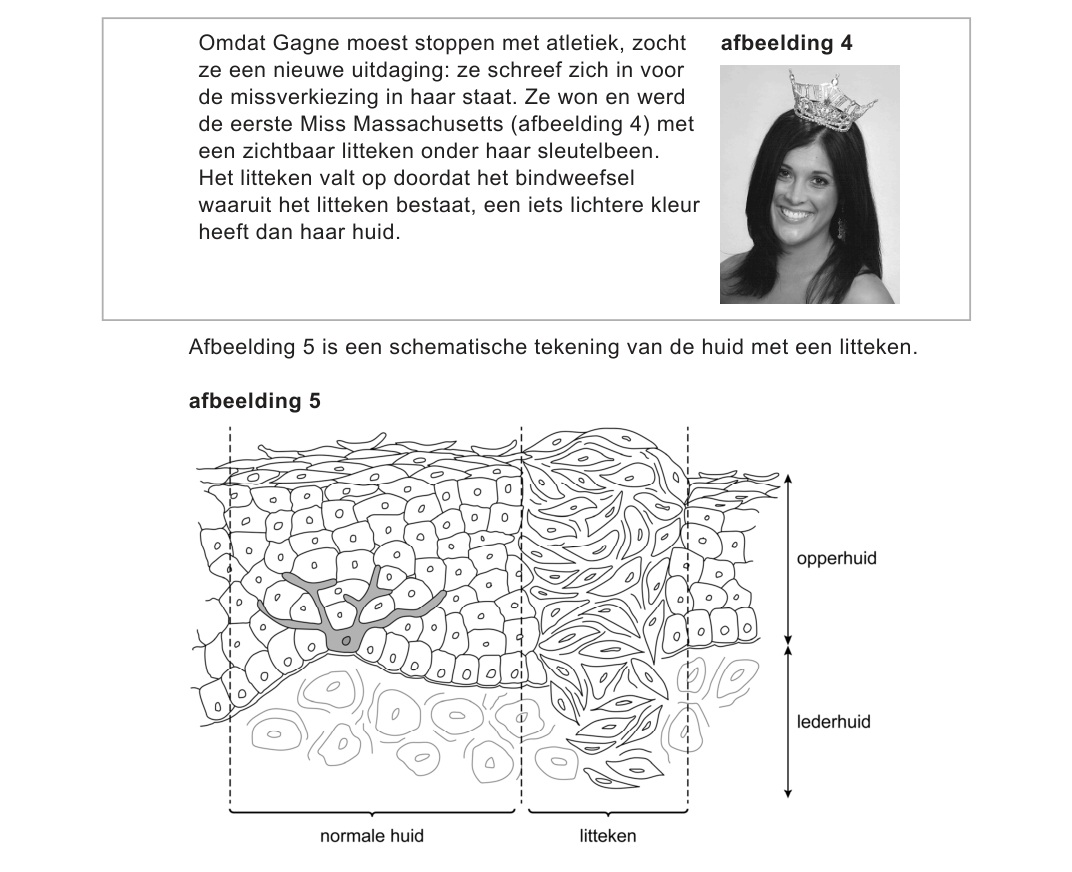 Omdat Gagne moest stoppen met atletiek, zocht
ze een nieuwe uitdaging: ze schreef zich in voor
de missverkiezing in haar staat. Ze won en werd
de eerste Miss Massachusetts (afbeelding 4) met
een zichtbaar litteken onder haar sleutelbeen.
Het litteken valt op doordat het bindweefsel
waaruit het litteken bestaat, een iets lichtere kleur
heeft dan haar huid.
afbeelding 4
Afbeelding 5 is een schematische tekening van de huid met een litteken.
afbeelding 5
opperhuid
lederhuid
normale huid
litteken